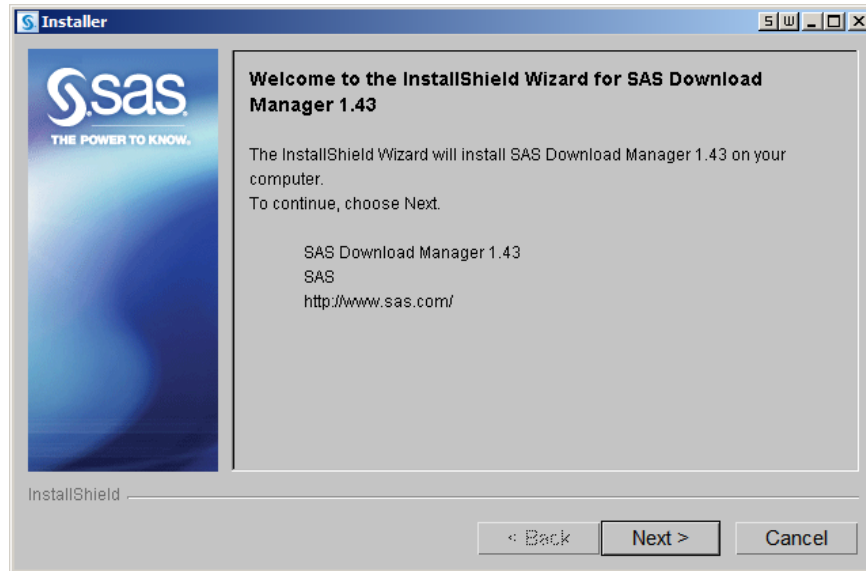 Installer
sas
THE POWER TO KNOW.
Welcome to the InstallShield Wizard for SAS Download
Manager 1.43
The InstallShield Wizard will install SAS Download Manager 1.43 on your
computer.
To continue, choose Next.
SAS Download Manager 1.43
SAS
http://www.sas.com/
InstallShield
< Back
Next >
Cancel